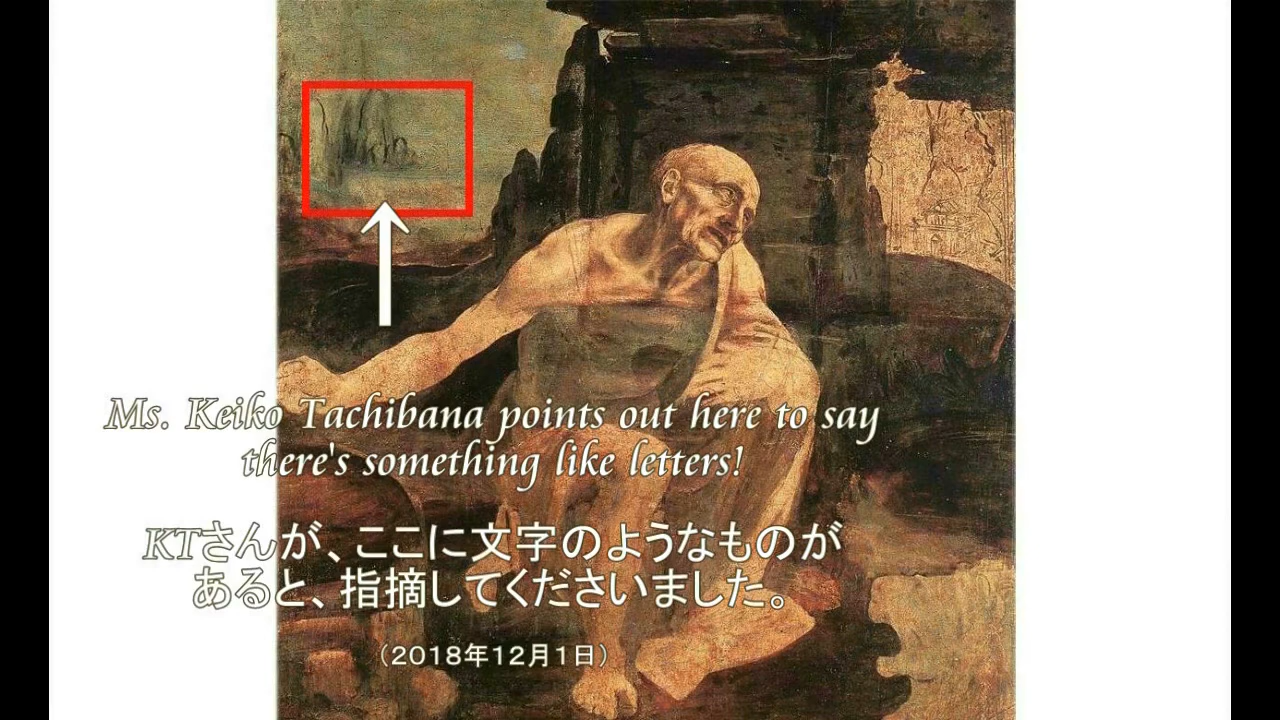 Ms. Keiko Tachibana points out here to say
there's something like letters!
KTさんが、ここに文字のようなものが
あると、指摘してくださいました。
（2018年12月1日）